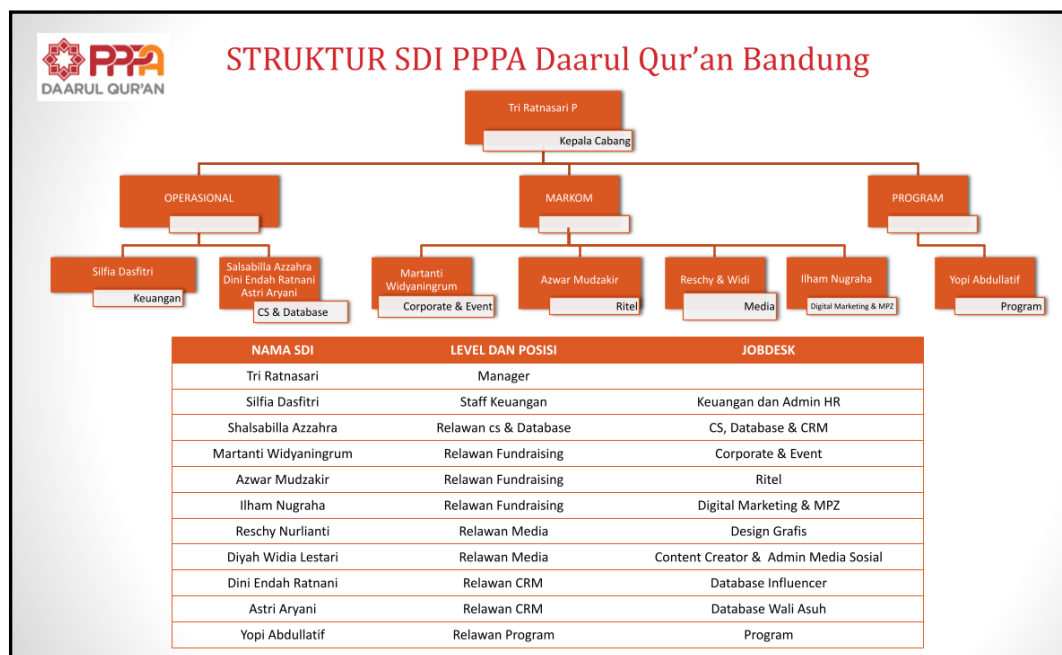 PPPA
DAARUL QUR'AN
STRUKTUR SDI PPPA Daarul Qur'an Bandung
Tri Ratnasari P
Kepala Cabang
OPERASIONAL
MARKOM
PROGRAM
Silfia Dasfitri
Keuangan
Salsabilla Azzahra
Dini Endah Ratnani
Astri Aryani
CS & Database
Martanti
Widyaningrum
Corporate & Event
Azwar Mudzakir
Ritel
Reschy & Widi
Media
Ilham Nugraha
Digital Marketing & MPZ
Yopi Abdullatif
Program
NAMA SDI LEVEL DAN POSISI JOBDESK
Tri Ratnasari Manager
Silfia Dasfitri Staff Keuangan Keuangan dan Admin HR
Shalsabilla Azzahra Relawan cs & Database CS, Database & CRM
Martanti Widyaningrum Relawan Fundraising Corporate & Event
Azwar Mudzakir Relawan Fundraising Ritel
Ilham Nugraha Relawan Fundraising Digital Marketing & MPZ
Reschy Nurlianti Relawan Media Design Grafis
Diyah Widia Lestari Relawan Media Content Creator & Admin Media Sosial
Dini Endah Ratnani Relawan CRM Database Influencer
Astri Aryani Relawan CRM Database Wali Asuh
Yopi Abdullatif Relawan Program Program